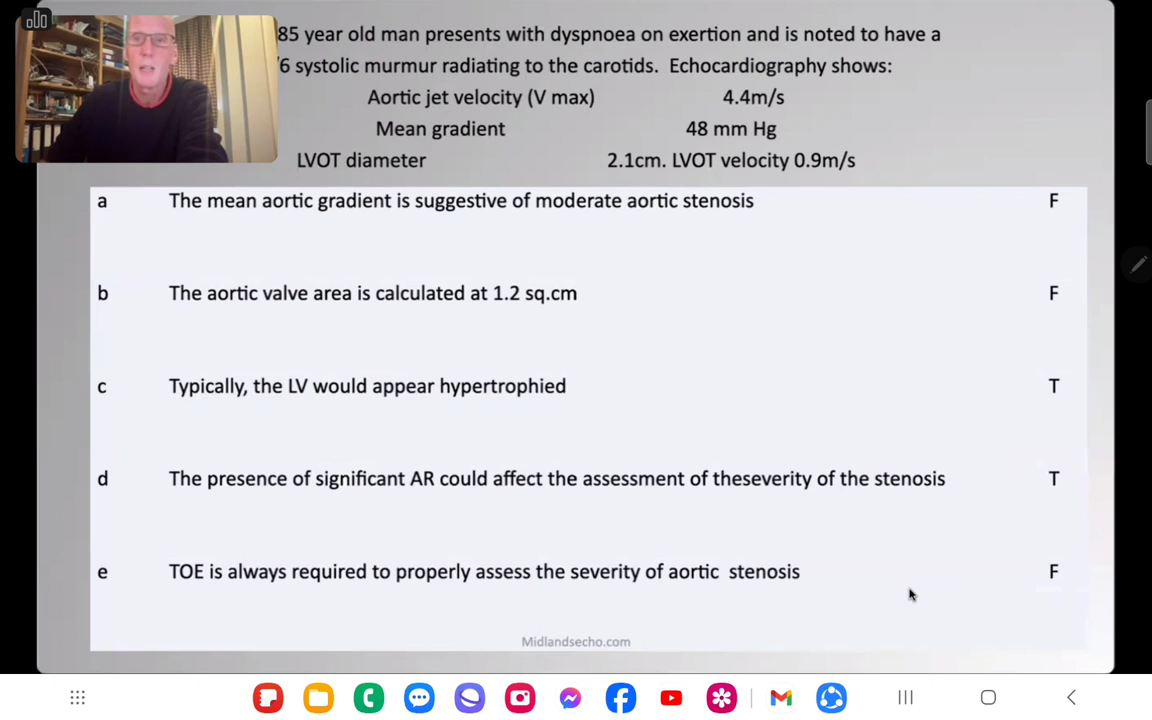 85 year old man presents with dyspnoea on exertion and is noted to have a
/6 systolic murmur radiating to the carotids. Echocardiography shows:
Aortic jet velocity (V max) 4.4m/s
Mean gradient 48 mm Hg
LVOT diameter 2.1cm. LVOT velocity 0.9m/s
a The mean aortic gradient is suggestive of moderate aortic stenosis F
b The aortic valve area is calculated at 1.2 sq.cm F
c Typically, the LV would appear hypertrophied T
d The presence of significant AR could affect the assessment of theseverity of the stenosis T
e TOE is always required to properly assess the severity of aortic stenosis F
Midlandsecho.com